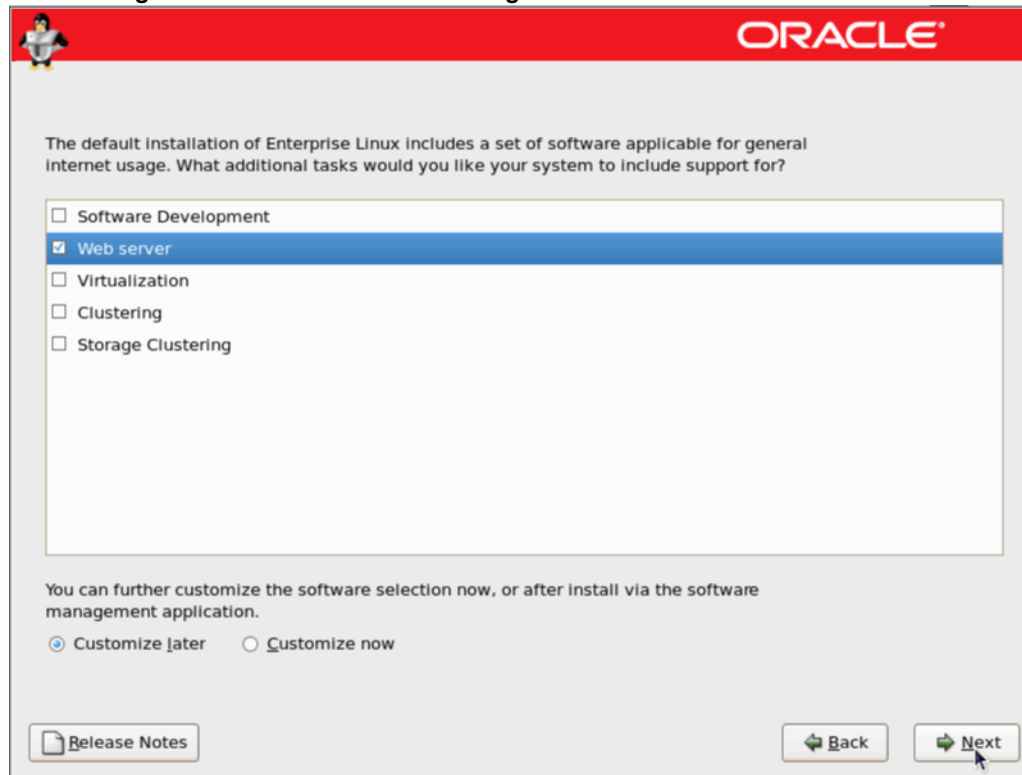 ORACLE®
The default installation of Enterprise Linux includes a set of software applicable for general
internet usage. What additional tasks would you like your system to include support for?
Software Development
Web server
Virtualization
Clustering
Storage Clustering
You can further customize the software selection now, or after install via the software
management application.
Customize later Customize now
Release Notes Back Next